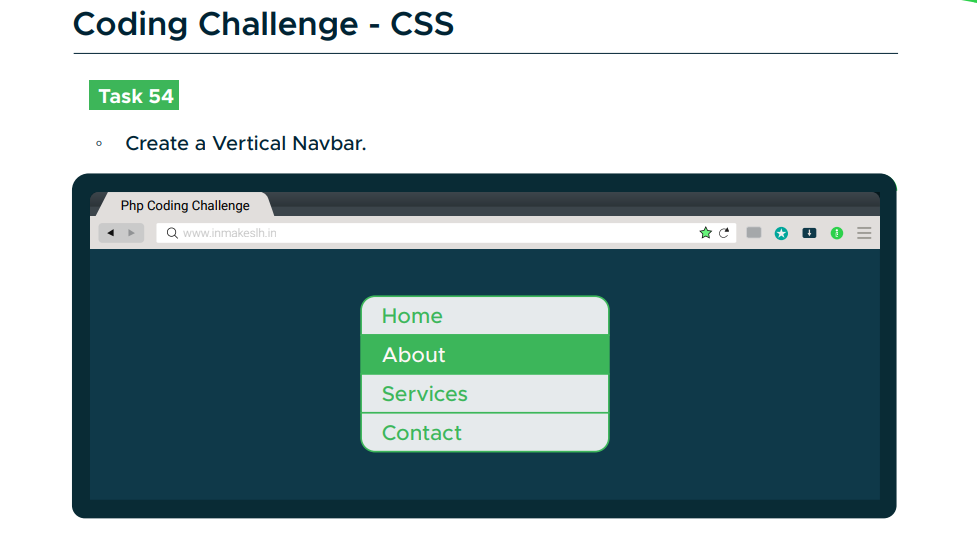 Coding Challenge - CSS
Task 54
Create a Vertical Navbar.
Php Coding Challenge
www.inmakeslh.in
Home
About
Services
Contact